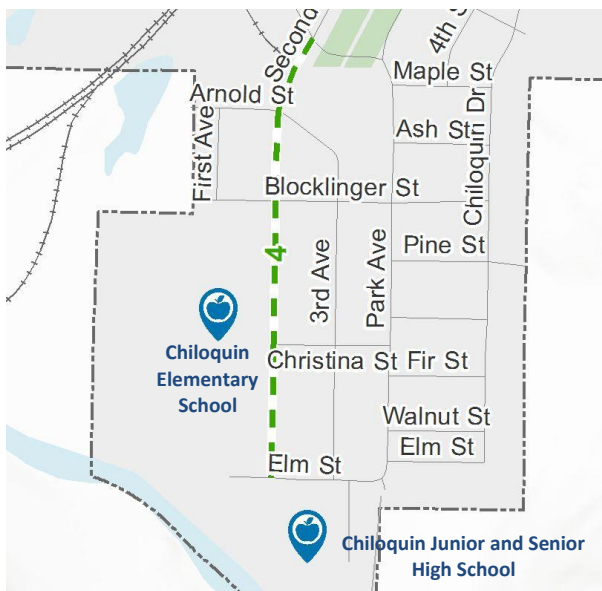 Second
4th S
Maple St
Arnold St
Chiloquin Dr
Ash St
First Ave
Blocklinger St
Pine St
4
3rd Ave
Park Ave
Chiloquin
Elementary
School
Christina St
Fir St
Walnut St
Elm St
Elm St
Chiloquin Junior and Senior
High School